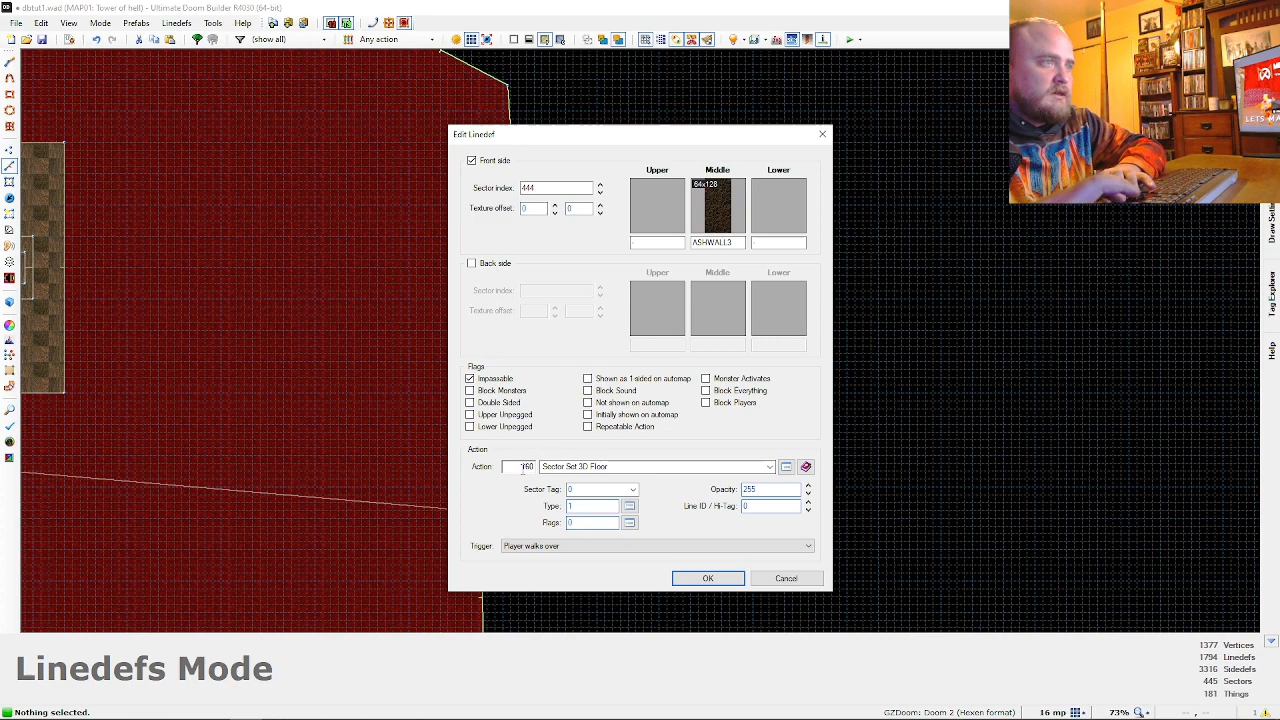 • dbtut1.wad (MAP01: Tower of hell) - Ultimate Doom Builder R4030 (64-bit)
File Edit View Mode Prefabs Linedefs Tools Help
(show all) Any action
LETS MA
Draw Settin
Tag Explorer
Help
Edit Linedef
Front side
Upper Middle Lower
Sector index: 444
64x128
Texture offset: 0 0
- ASHWALL3 -
Back side
Upper Middle Lower
Sector index:
Texture offset:
Flags
Impassable Shown as 1-sided on automap Monster Activates
Block Monsters Block Sound Block Everything
Double Sided Not shown on automap Block Players
Upper Unpegged Initially shown on automap
Lower Unpegged Repeatable Action
Action
Action: 160 Sector Set 3D Floor
Sector Tag: 0 Opacity: 255
Type: 1 Line ID / Hi-Tag: 0
Flags: 0
Trigger: Player walks over
OK Cancel
Linedefs Mode
1377 Vertices
1794 Linedefs
3316 Sidedefs
445 Sectors
181 Things
Nothing selected. GZDoom: Doom 2 (Hexen format) 16 mp 73% -- , -- 1